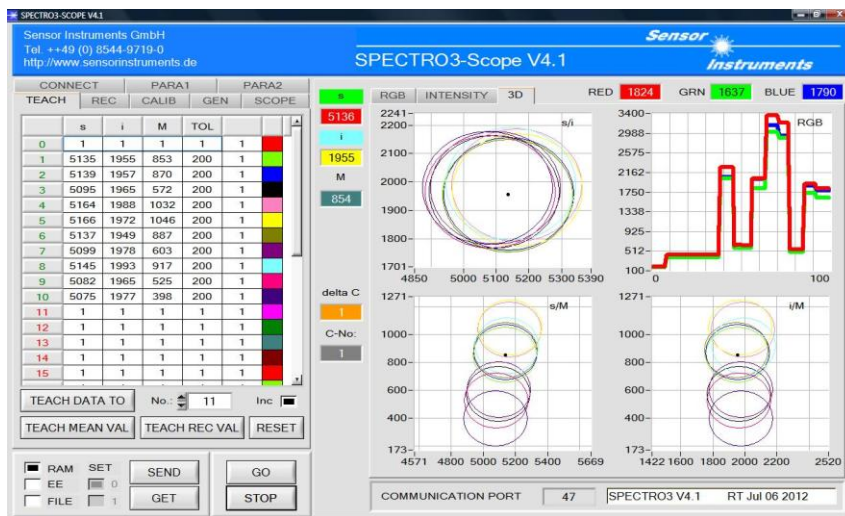 SPECTRO3-SCOPE V4.1
Sensor Instruments GmbH
Tel. ++49 (0) 8544-9719-0
http://www.sensorinstruments.de
SPECTRO3-Scope V4.1
Sensor
Instruments
CONNECT PARA1 PARA2
TEACH REC CALIB GEN SCOPE
s i M TOL
0 1 1 1 1 1
1 5135 1955 853 200 1
2 5139 1957 870 200 1
3 5095 1965 572 200 1
4 5164 1988 1032 200 1
5 5166 1972 1046 200 1
6 5137 1949 887 200 1
7 5099 1978 603 200 1
8 5145 1993 917 200 1
9 5082 1965 525 200 1
10 5075 1977 398 200 1
11 1 1 1 1 1
12 1 1 1 1 1
13 1 1 1 1 1
14 1 1 1 1 1
15 1 1 1 1 1
1 1 1 1 1
TEACH DATA TO No.: 11 Inc
TEACH MEAN VAL TEACH REC VAL RESET
RAM SET SEND GO
EE 0
FILE 1 GET STOP
s
5136
i
1955
M
854
delta C
1
C-No:
1
RGB INTENSITY 3D RED 1824 GRN 1637 BLUE 1790
s/i
2241
2200
2100
2000
1900
1800
1701
4850 5000 5100 5200 5300 5390
RGB
3400
2988
2575
2162
1750
1338
925
512
100
0 100
s/M
1271
1000
800
600
400
173
4571 4800 5000 5200 5400 5669
i/M
1271
1000
800
600
400
173
1422 1600 1800 2000 2200 2520
COMMUNICATION PORT 47 SPECTRO3 V4.1 RT Jul 06 2012